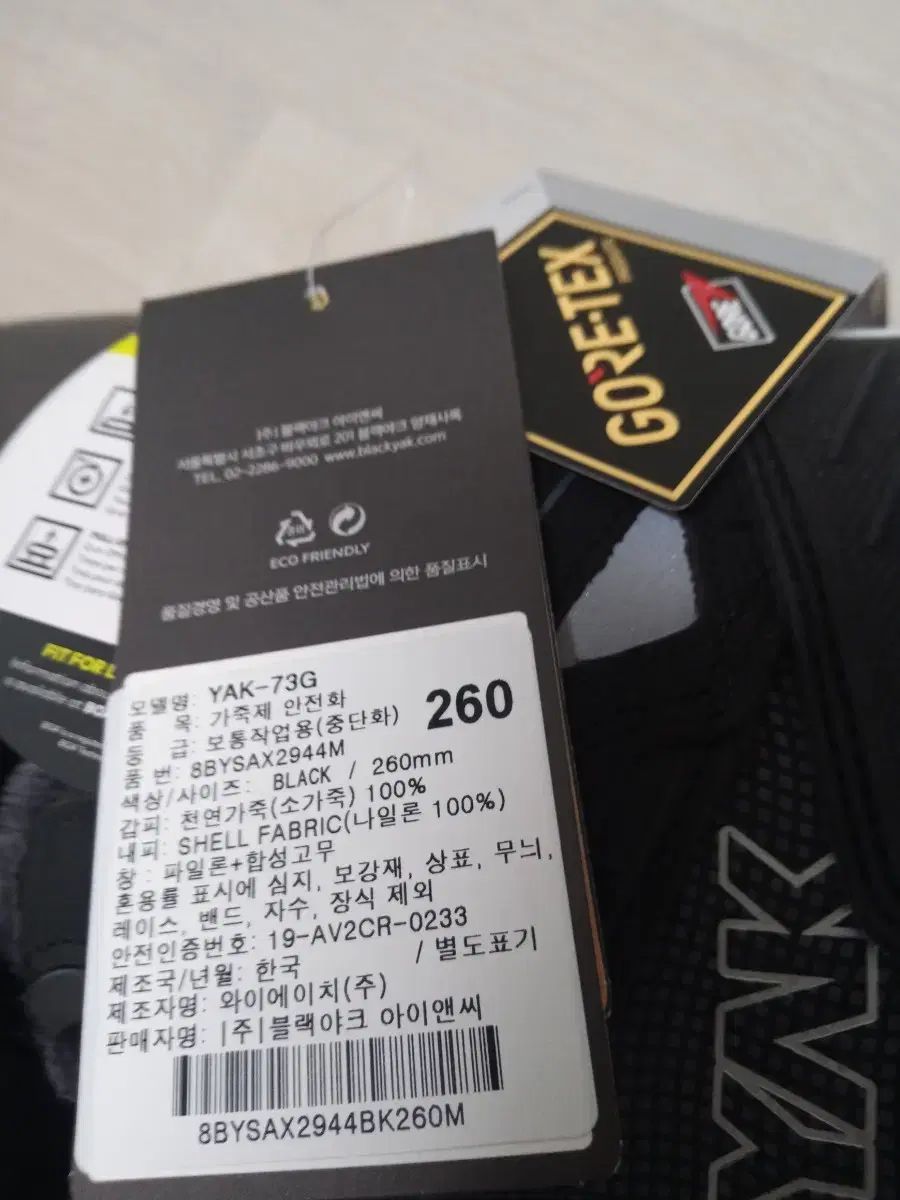 (주) 블랙야크 아이앤씨
서울특별시 서초구 바우뫼로 201 블랙야크 양재사옥
TEL. 02-2286-9000 www.blackyak.com
ECO FRIENDLY
품질경영 및 공산품 안전관리법에 의한 품질표시
모델명: YAK-73G
260
품 목: 가죽제 안전화
등 급: 보통작업용(중단화)
품 번: 8BYSAX2944M
색상/사이즈: BLACK / 260mm
갑피: 천연가죽(소가죽) 100%
내피: SHELL FABRIC(나일론 100%)
창 : 파일론+합성고무
혼용률 표시에 심지, 보강재, 상표, 무늬,
레이스, 밴드, 자수, 장식 제외
안전인증번호: 19-AV2CR-0233
제조국/년월: 한국 / 별도표기
제조자명: 와이에이치(주)
판매자명: |주|블랙야크 아이앤씨
8BYSAX2944BK260M
GORE-TEX
FIT FOR L